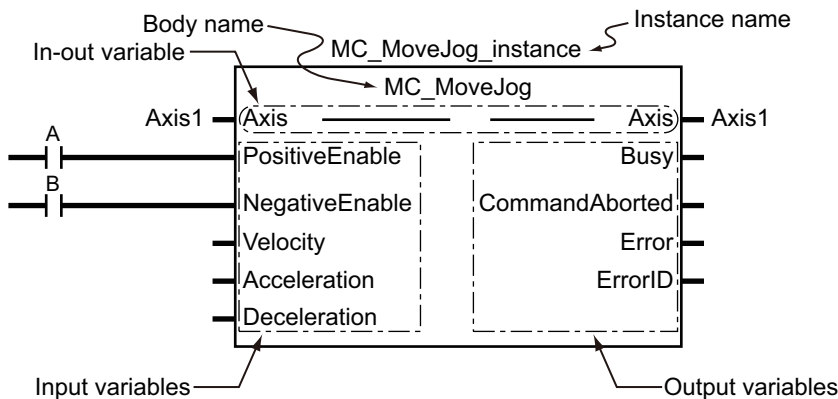 Body name
Instance name
In-out variable
MC_MoveJog_instance
MC_MoveJog
Axis1
Axis
Axis
Axis1
A
PositiveEnable
Busy
B
NegativeEnable
CommandAborted
Velocity
Error
Acceleration
ErrorID
Deceleration
Input variables
Output variables